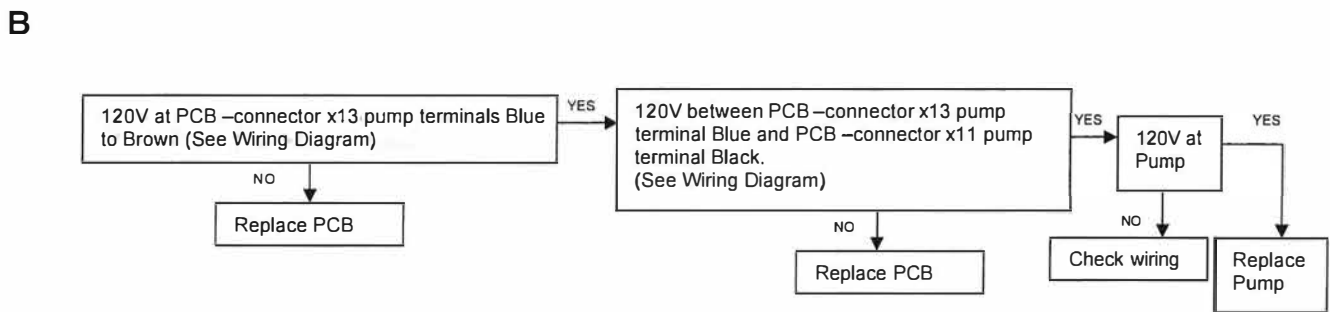 B
120V at PCB –connector x13 pump terminals Blue
to Brown (See Wiring Diagram)
YES
NO
Replace PCB
120V between PCB –connector x13 pump
terminal Blue and PCB –connector x11 pump
terminal Black.
(See Wiring Diagram)
YES
NO
Replace PCB
120V at
Pump
YES
NO
Check wiring
Replace
Pump